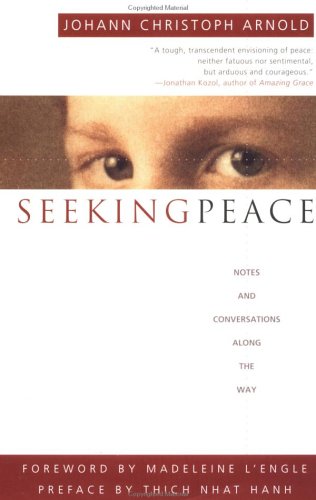 Copyrighted Material
JOHANN CHRISTOPH ARNOLD
"A tough, transcendent envisioning of peace
neither fatuous nor sentimental,
but arduous and courageous."
—Jonathan Kozol, author of Amazing Grace
SEEKINGPEACE
NOTES
AND
CONVERSATIONS
ALONG
THE
WAY
FOREWORD BY MADELEINE L'ENGLE
PREFACE BY THICH NHAT HANH
Copyrighted Material